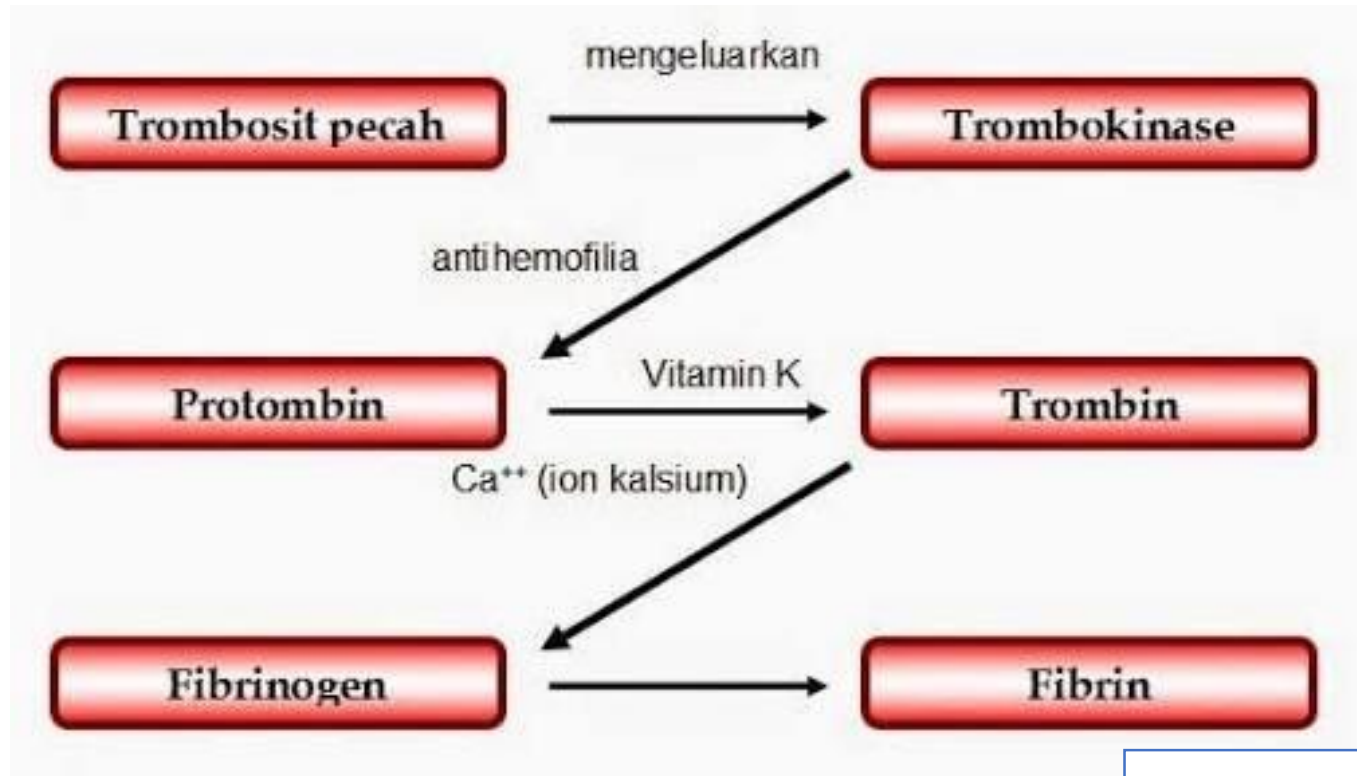 mengeluarkan
Trombosit pecah
Trombokinase
antihemofilia
Vitamin K
Protombin
Trombin
Ca⁺⁺ (ion kalsium)
Fibrinogen
Fibrin